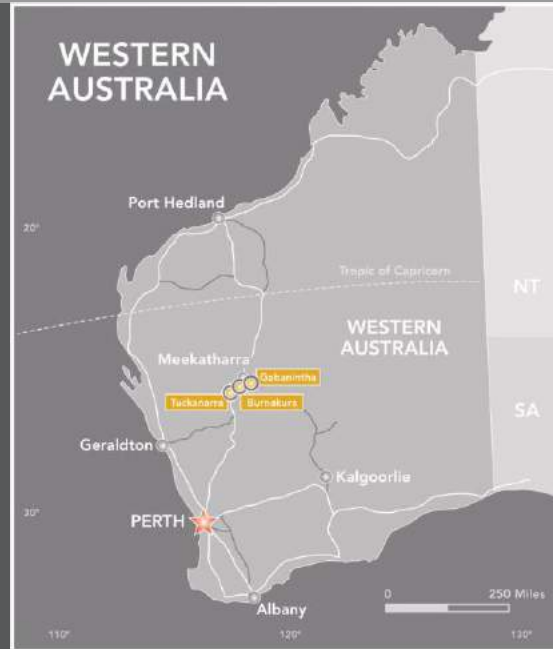 WESTERN
AUSTRALIA
Port Hedland
20°
Tropic of Capricorn
NT
WESTERN
AUSTRALIA
Meekatharra
Gabanintha
Tuckanarra
Burnakura
SA
Geraldton
Kalgoorlie
30°
PERTH
0
250 Miles
Albany
110°
120°
130°